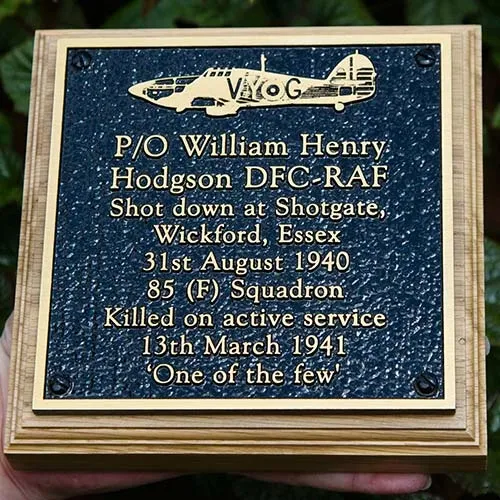 VY G
P/O William Henry
Hodgson DFC-RAF
Shot down at Shotgate,
Wickford, Essex
31st August 1940
85 (F) Squadron
Killed on active service
13th March 1941
‘One of the few'